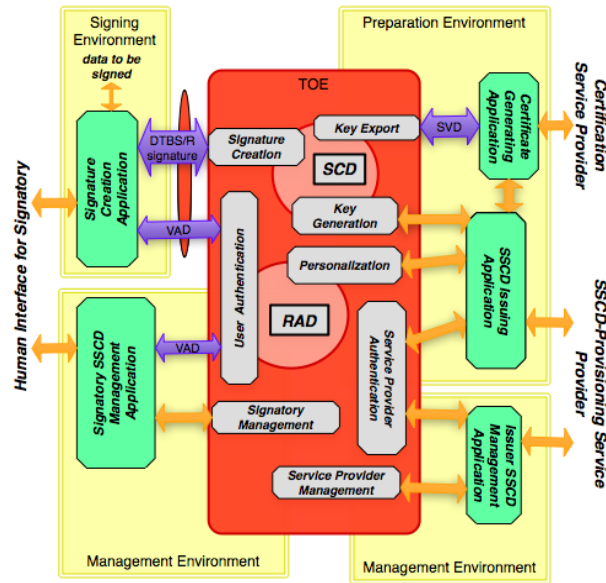 Signing
Environment
data to be
signed
Signature
Creation
Application
DTBS/R
signature
VAD
Human Interface for Signatory
Signatory SSCD
Management
Application
VAD
Management Environment
TOE
Signature
Creation
Key Export
SCD
Key
Generation
Personalization
User Authentication
RAD
Service Provider
Authentication
Signatory
Management
Service Provider
Management
Preparation Environment
SVD
Certificate
Generating
Application
Certification
Service Provider
SSCD Issuing
Application
SSCD-Provisioning Service
Provider
Issuer SSCD
Management
Application
Management Environment